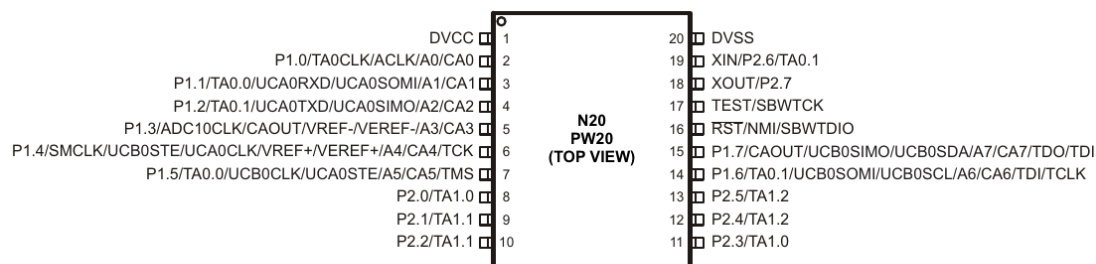 DVCC 1
P1.0/TA0CLK/ACLK/A0/CA0 2
P1.1/TA0.0/UCA0RXD/UCA0SOMI/A1/CA1 3
P1.2/TA0.1/UCA0TXD/UCA0SIMO/A2/CA2 4
P1.3/ADC10CLK/CAOUT/VREF-/VEREF-/A3/CA3 5
P1.4/SMCLK/UCB0STE/UCA0CLK/VREF+/VEREF+/A4/CA4/TCK 6
P1.5/TA0.0/UCB0CLK/UCA0STE/A5/CA5/TMS 7
P2.0/TA1.0 8
P2.1/TA1.1 9
P2.2/TA1.1 10
N20
PW20
(TOP VIEW)
20 DVSS
19 XIN/P2.6/TA0.1
18 XOUT/P2.7
17 TEST/SBWTCK
16 RST/NMI/SBWTDIO
15 P1.7/CAOUT/UCB0SIMO/UCB0SDA/A7/CA7/TDO/TDI
14 P1.6/TA0.1/UCB0SOMI/UCB0SCL/A6/CA6/TDI/TCLK
13 P2.5/TA1.2
12 P2.4/TA1.2
11 P2.3/TA1.0